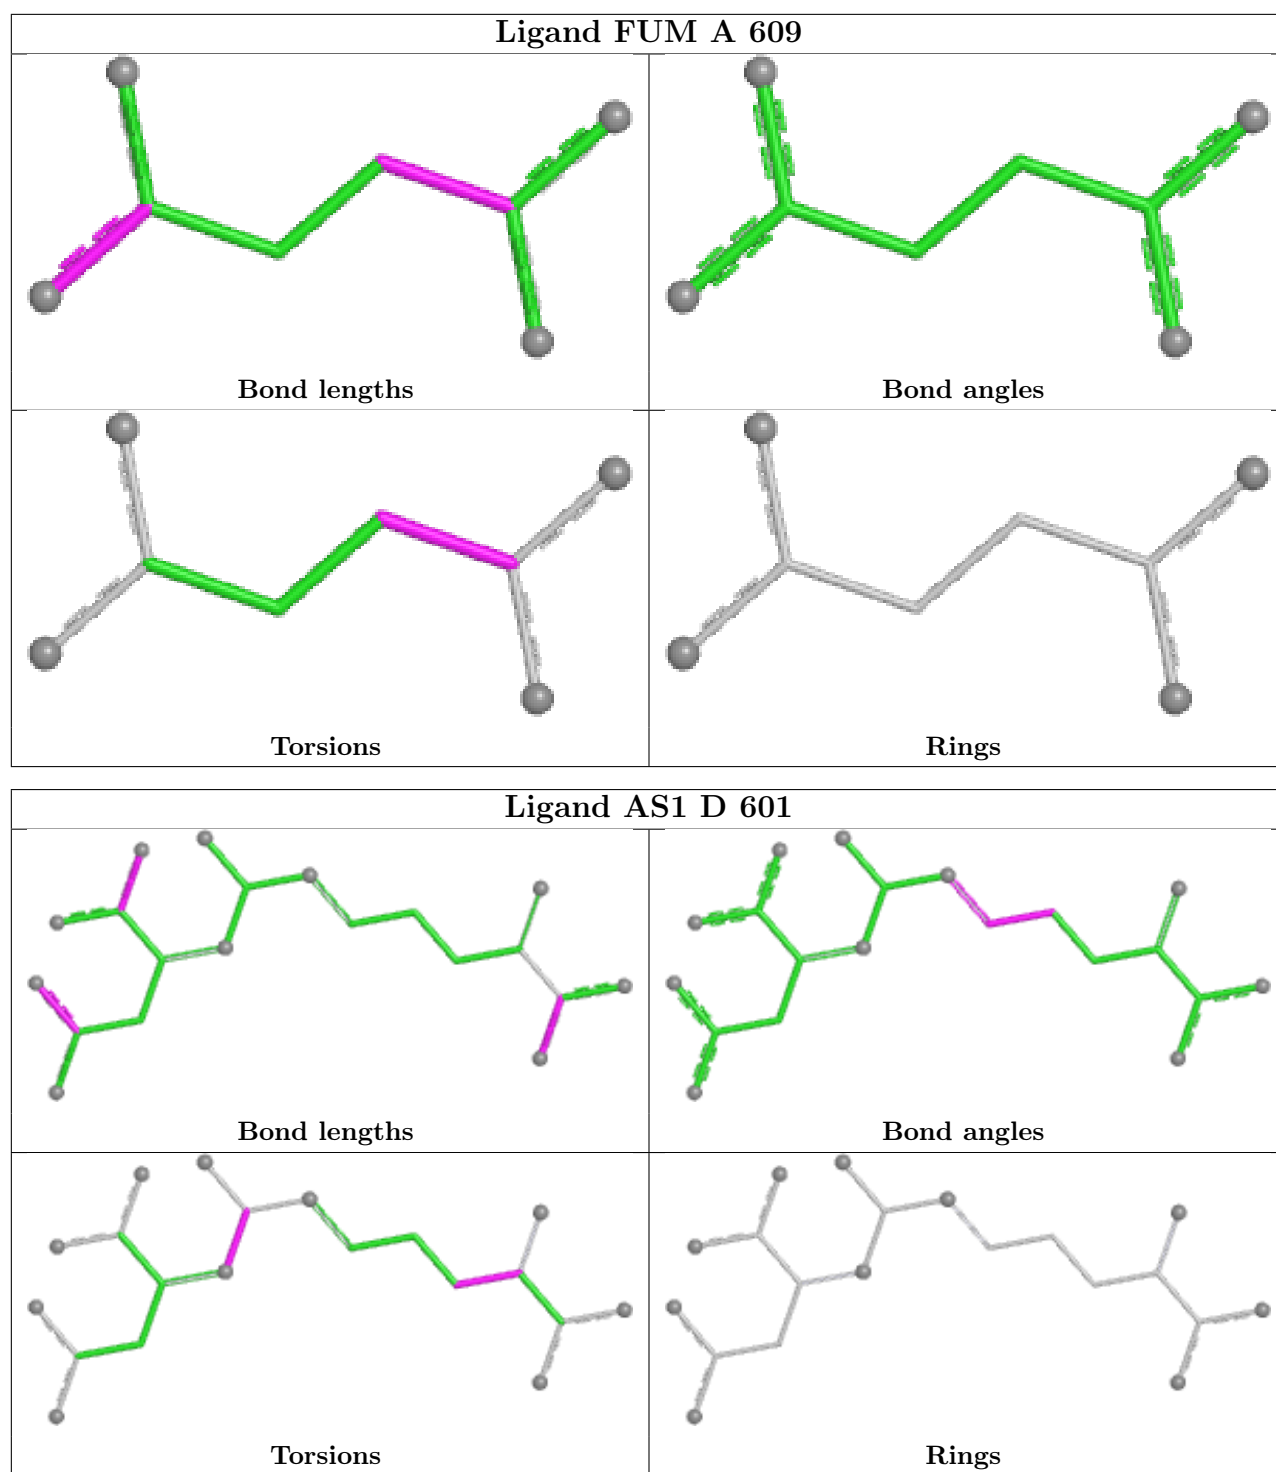 Ligand FUM A 609
Bond lengths
Bond angles
Torsions
Rings
Ligand AS1 D 601
Bond lengths
Bond angles
Torsions
Rings